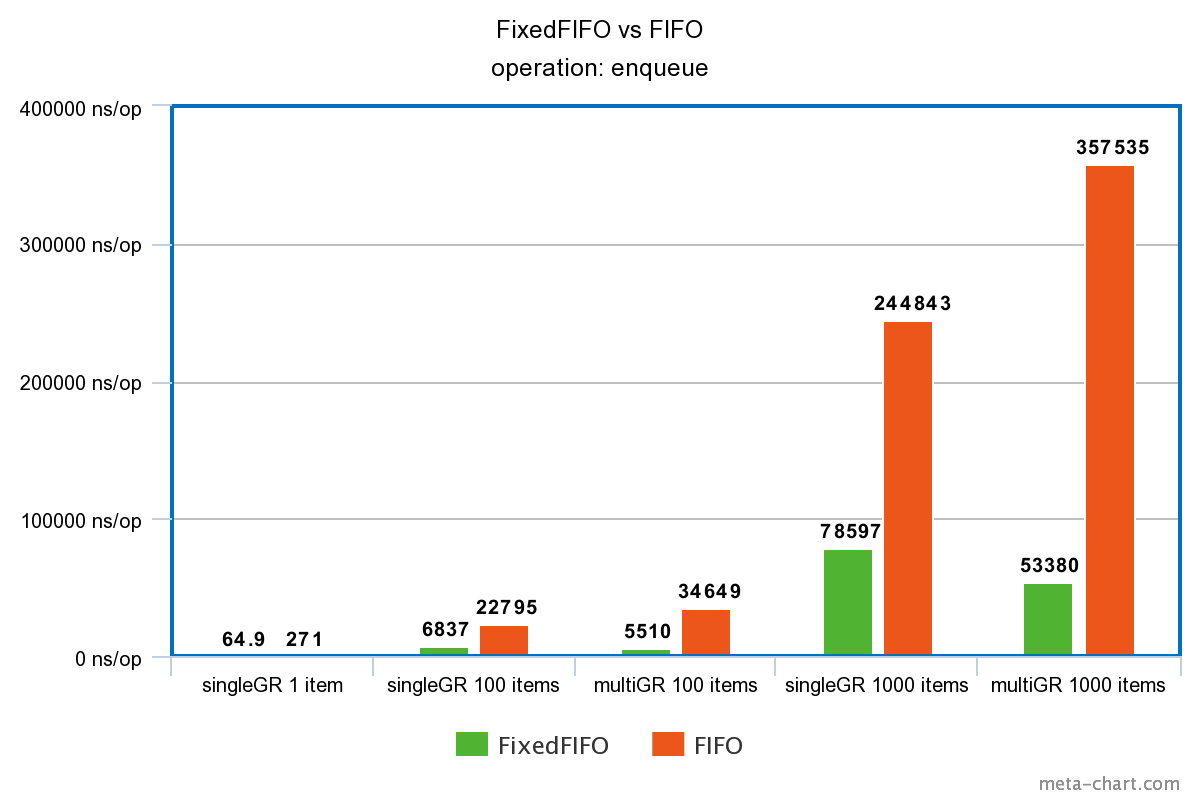 FixedFIFO vs FIFO
operation: enqueue
400000 ns/op
300000 ns/op
200000 ns/op
100000 ns/op
0 ns/op
64.9
271
6837
22795
5510
34649
78597
244843
53380
357535
singleGR 1 item
singleGR 100 items
multiGR 100 items
singleGR 1000 items
multiGR 1000 items
FixedFIFO
FIFO
meta-chart.com